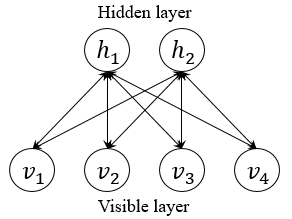 Hidden layer
h₁ h₂
v₁ v₂ v₃ v₄
Visible layer